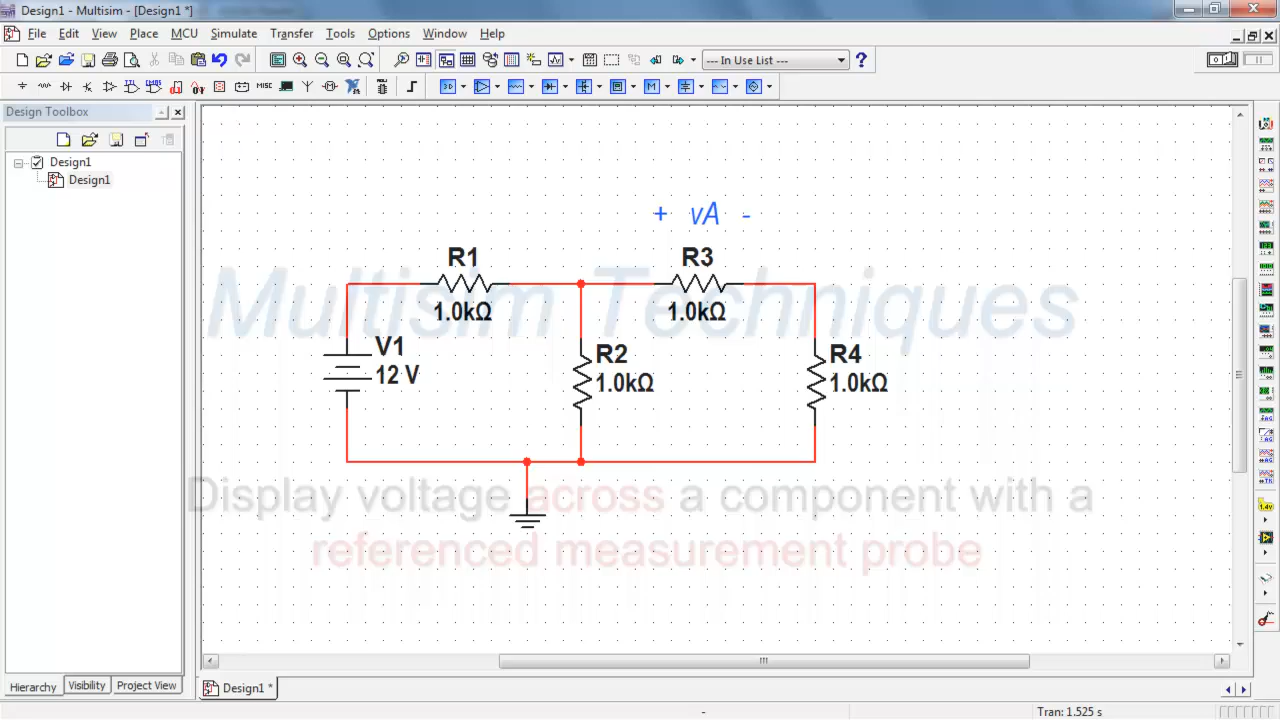 Design1 - Multisim - [Design1 *]
File Edit View Place MCU Simulate Transfer Tools Options Window Help
--- In Use List ---
Design Toolbox
Design1
Design1
+ vA -
R1
R3
Multisim Techniques
1.0kΩ
1.0kΩ
V1
12 V
R2
1.0kΩ
R4
1.0kΩ
Display voltage across a component with a
referenced measurement probe
Hierarchy Visibility Project View
Design1 *
-
Tran: 1.525 s